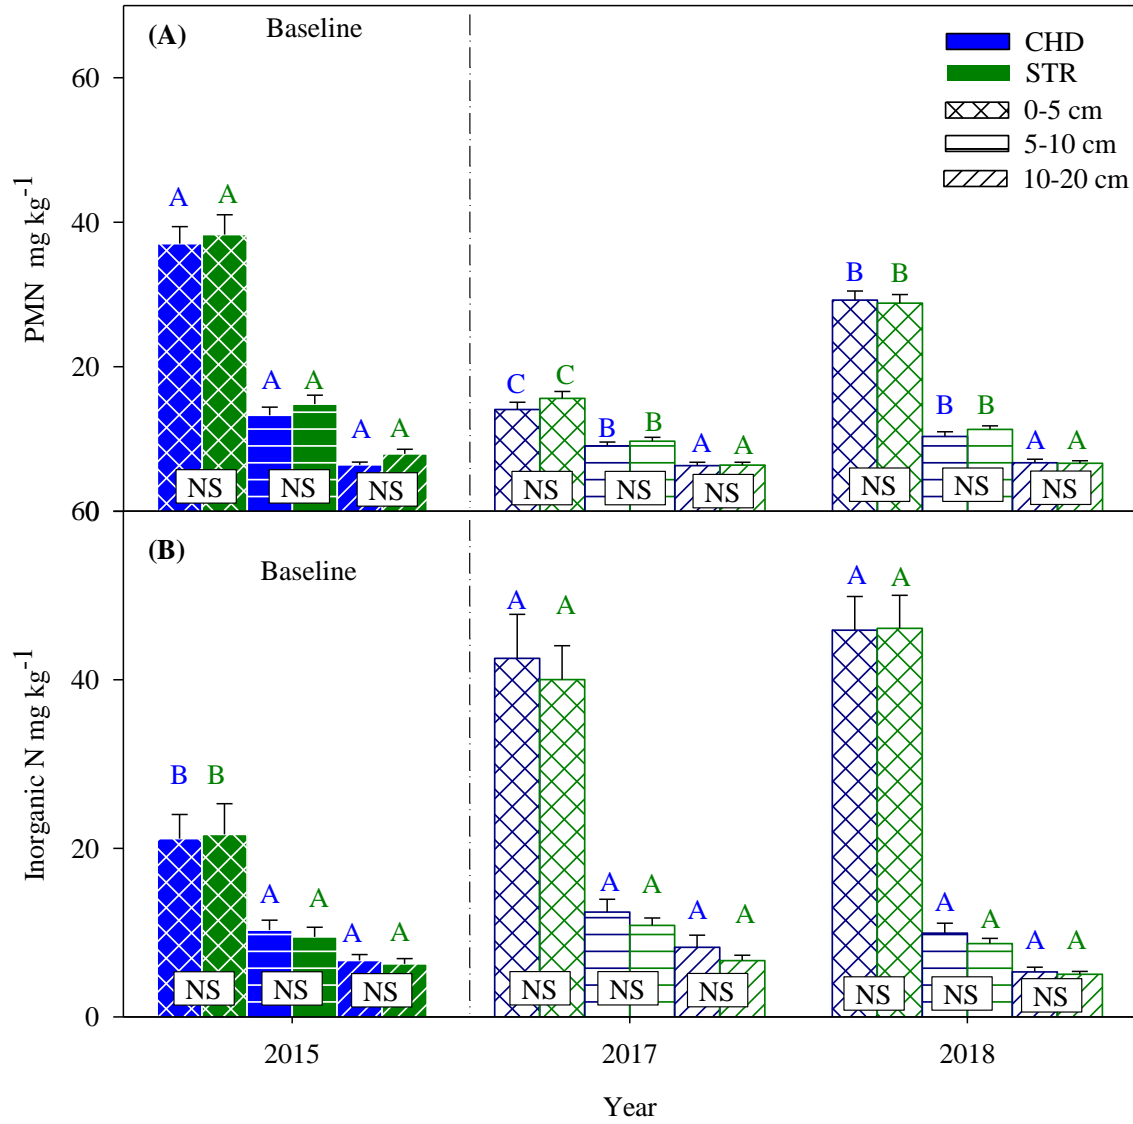 (A)
Baseline
CHD
STR
0-5 cm
5-10 cm
10-20 cm
60
40
20
60
PMN mg kg-1
A A A A A A
C C B B A A
B B B B A A
NS NS NS
NS NS NS
NS NS NS
(B)
Baseline
40
20
0
Inorganic N mg kg-1
B B A A A A
A A A A A A
A A A A A A
NS NS NS
NS NS NS
NS NS NS
2015
2017
2018
Year